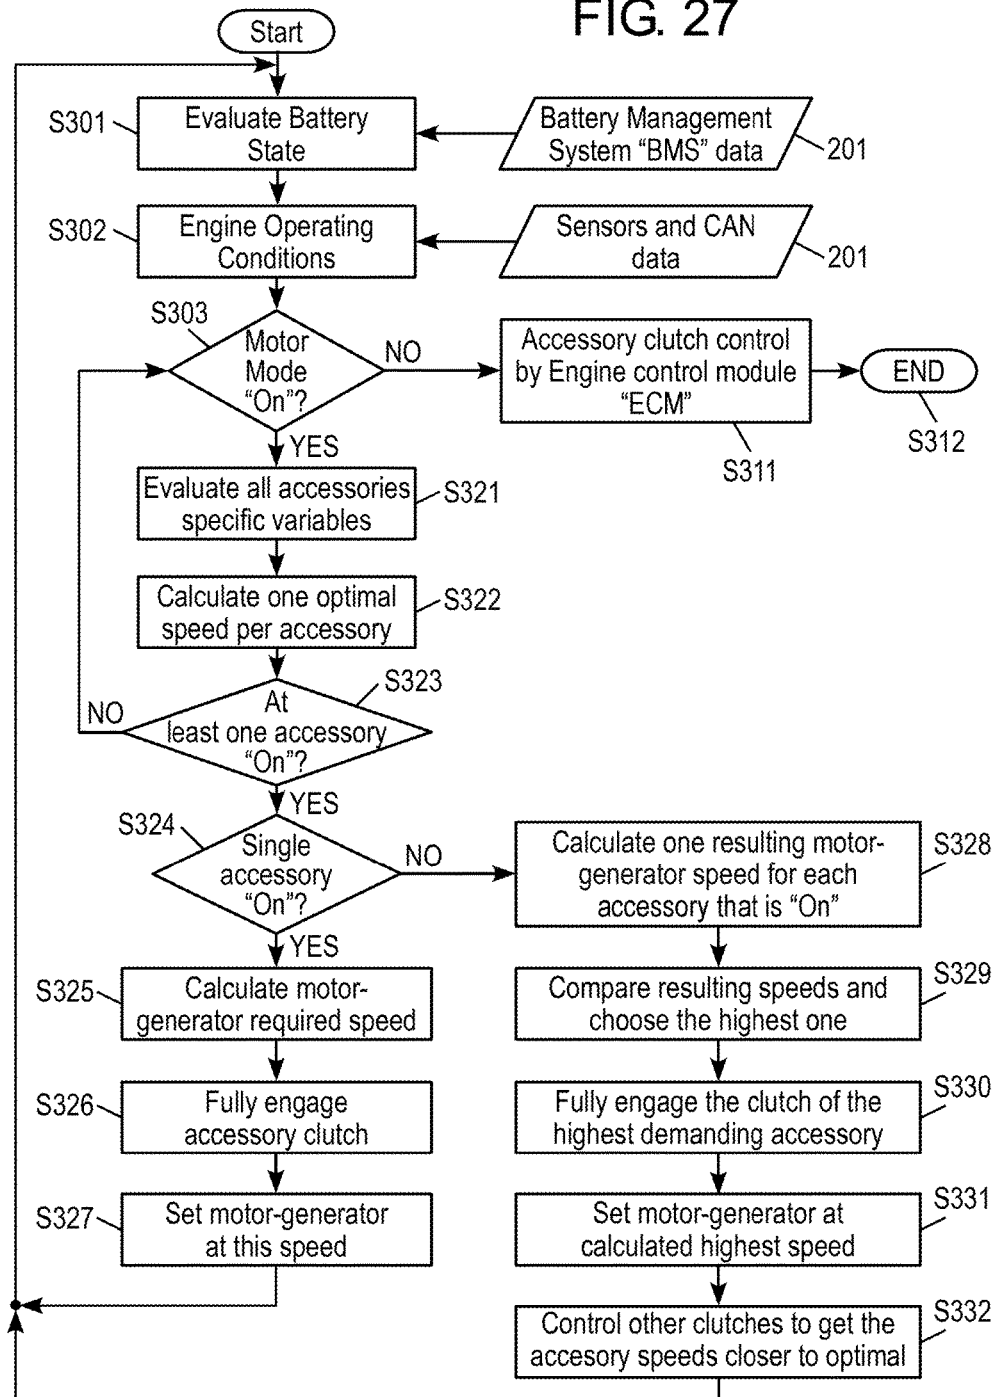 FIG. 27
Start
S301
Evaluate Battery
State
Battery Management
System “BMS” data
201
S302
Engine Operating
Conditions
Sensors and CAN
data
201
S303
Motor
Mode
“On”?
NO
Accessory clutch control
by Engine control module
“ECM”
S311
END
S312
YES
Evaluate all accessories
specific variables
S321
Calculate one optimal
speed per accessory
S322
At
least one accessory
“On”?
S323
NO
YES
S324
Single
accessory
“On”?
NO
Calculate one resulting motor-
generator speed for each
accessory that is “On”
S328
YES
S325
Calculate motor-
generator required speed
Compare resulting speeds and
choose the highest one
S329
S326
Fully engage
accessory clutch
Fully engage the clutch of the
highest demanding accessory
S330
S327
Set motor-generator
at this speed
Set motor-generator at
calculated highest speed
S331
Control other clutches to get the
accesory speeds closer to optimal
S332